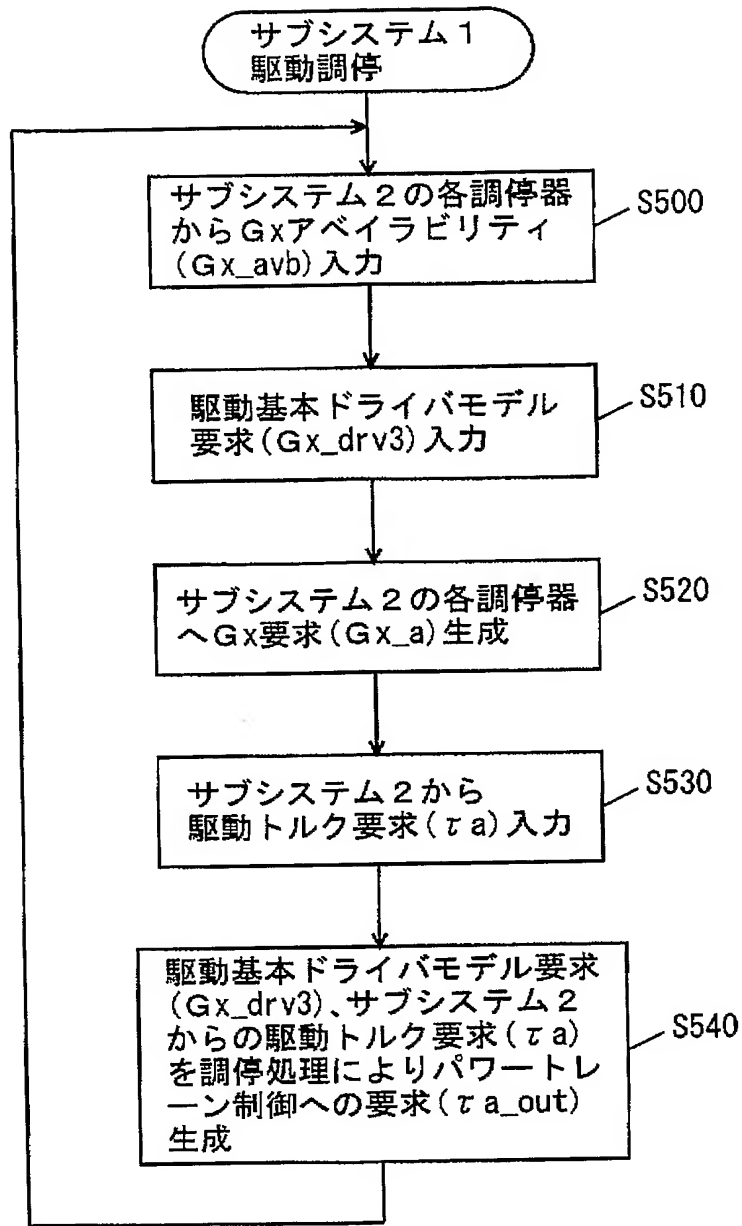 サブシステム１
駆動調停
サブシステム２の各調停器
からＧxアベイラビリティ
(Ｇx_avb)入力
S500
駆動基本ドライバモデル
要求(Ｇx_drv3)入力
S510
サブシステム２の各調停器
へＧx要求(Ｇx_a)生成
S520
サブシステム２から
駆動トルク要求(τa)入力
S530
駆動基本ドライバモデル要求
(Ｇx_drv3)、サブシステム２
からの駆動トルク要求(τa)
を調停処理によりパワートレ
ーン制御への要求(τa_out)
生成
S540